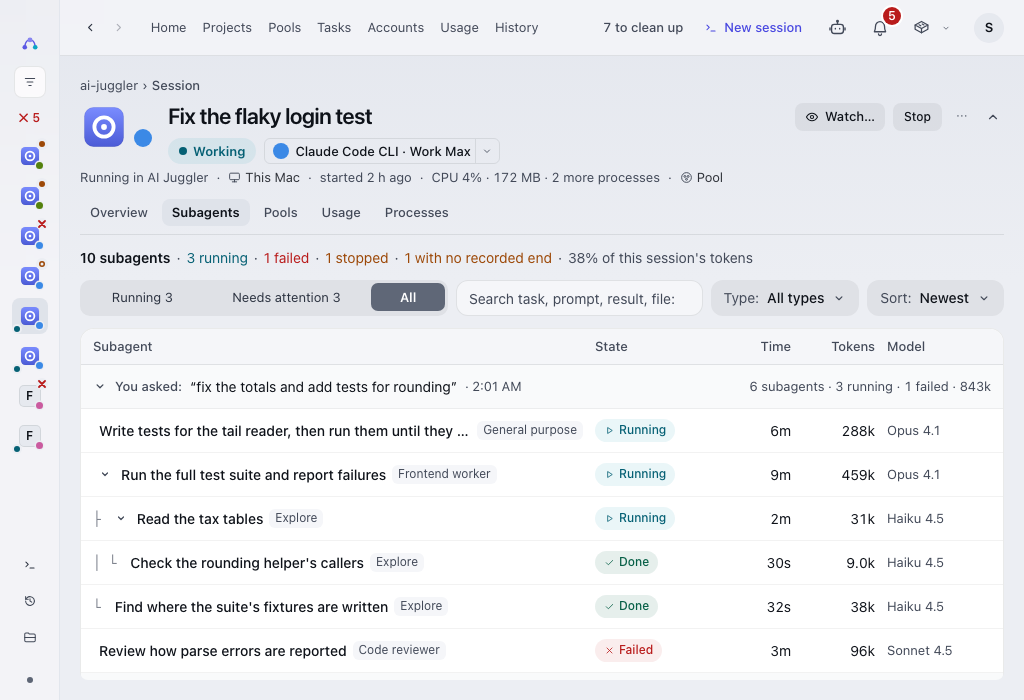 Home Projects Pools Tasks Accounts Usage History 7 to clean up New session 5 S
5
F
F
ai-juggler › Session
Fix the flaky login test
Watch... Stop ...
Working Claude Code CLI · Work Max
Running in AI Juggler · This Mac · started 2 h ago · CPU 4% · 172 MB · 2 more processes · Pool
Overview Subagents Pools Usage Processes
10 subagents · 3 running · 1 failed · 1 stopped · 1 with no recorded end · 38% of this session's tokens
Running 3 Needs attention 3 All Search task, prompt, result, file: Type: All types Sort: Newest
Subagent State Time Tokens Model
You asked: “fix the totals and add tests for rounding” · 2:01 AM 6 subagents · 3 running · 1 failed · 843k
Write tests for the tail reader, then run them until they ... General purpose Running 6m 288k Opus 4.1
Run the full test suite and report failures Frontend worker Running 9m 459k Opus 4.1
Read the tax tables Explore Running 2m 31k Haiku 4.5
Check the rounding helper's callers Explore Done 30s 9.0k Haiku 4.5
Find where the suite's fixtures are written Explore Done 32s 38k Haiku 4.5
Review how parse errors are reported Code reviewer Failed 3m 96k Sonnet 4.5